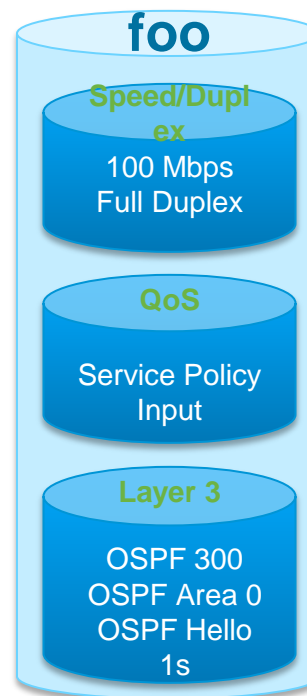 foo
Speed/Dupl
ex
100 Mbps
Full Duplex
QoS
Service Policy
Input
Layer 3
OSPF 300
OSPF Area 0
OSPF Hello
1s